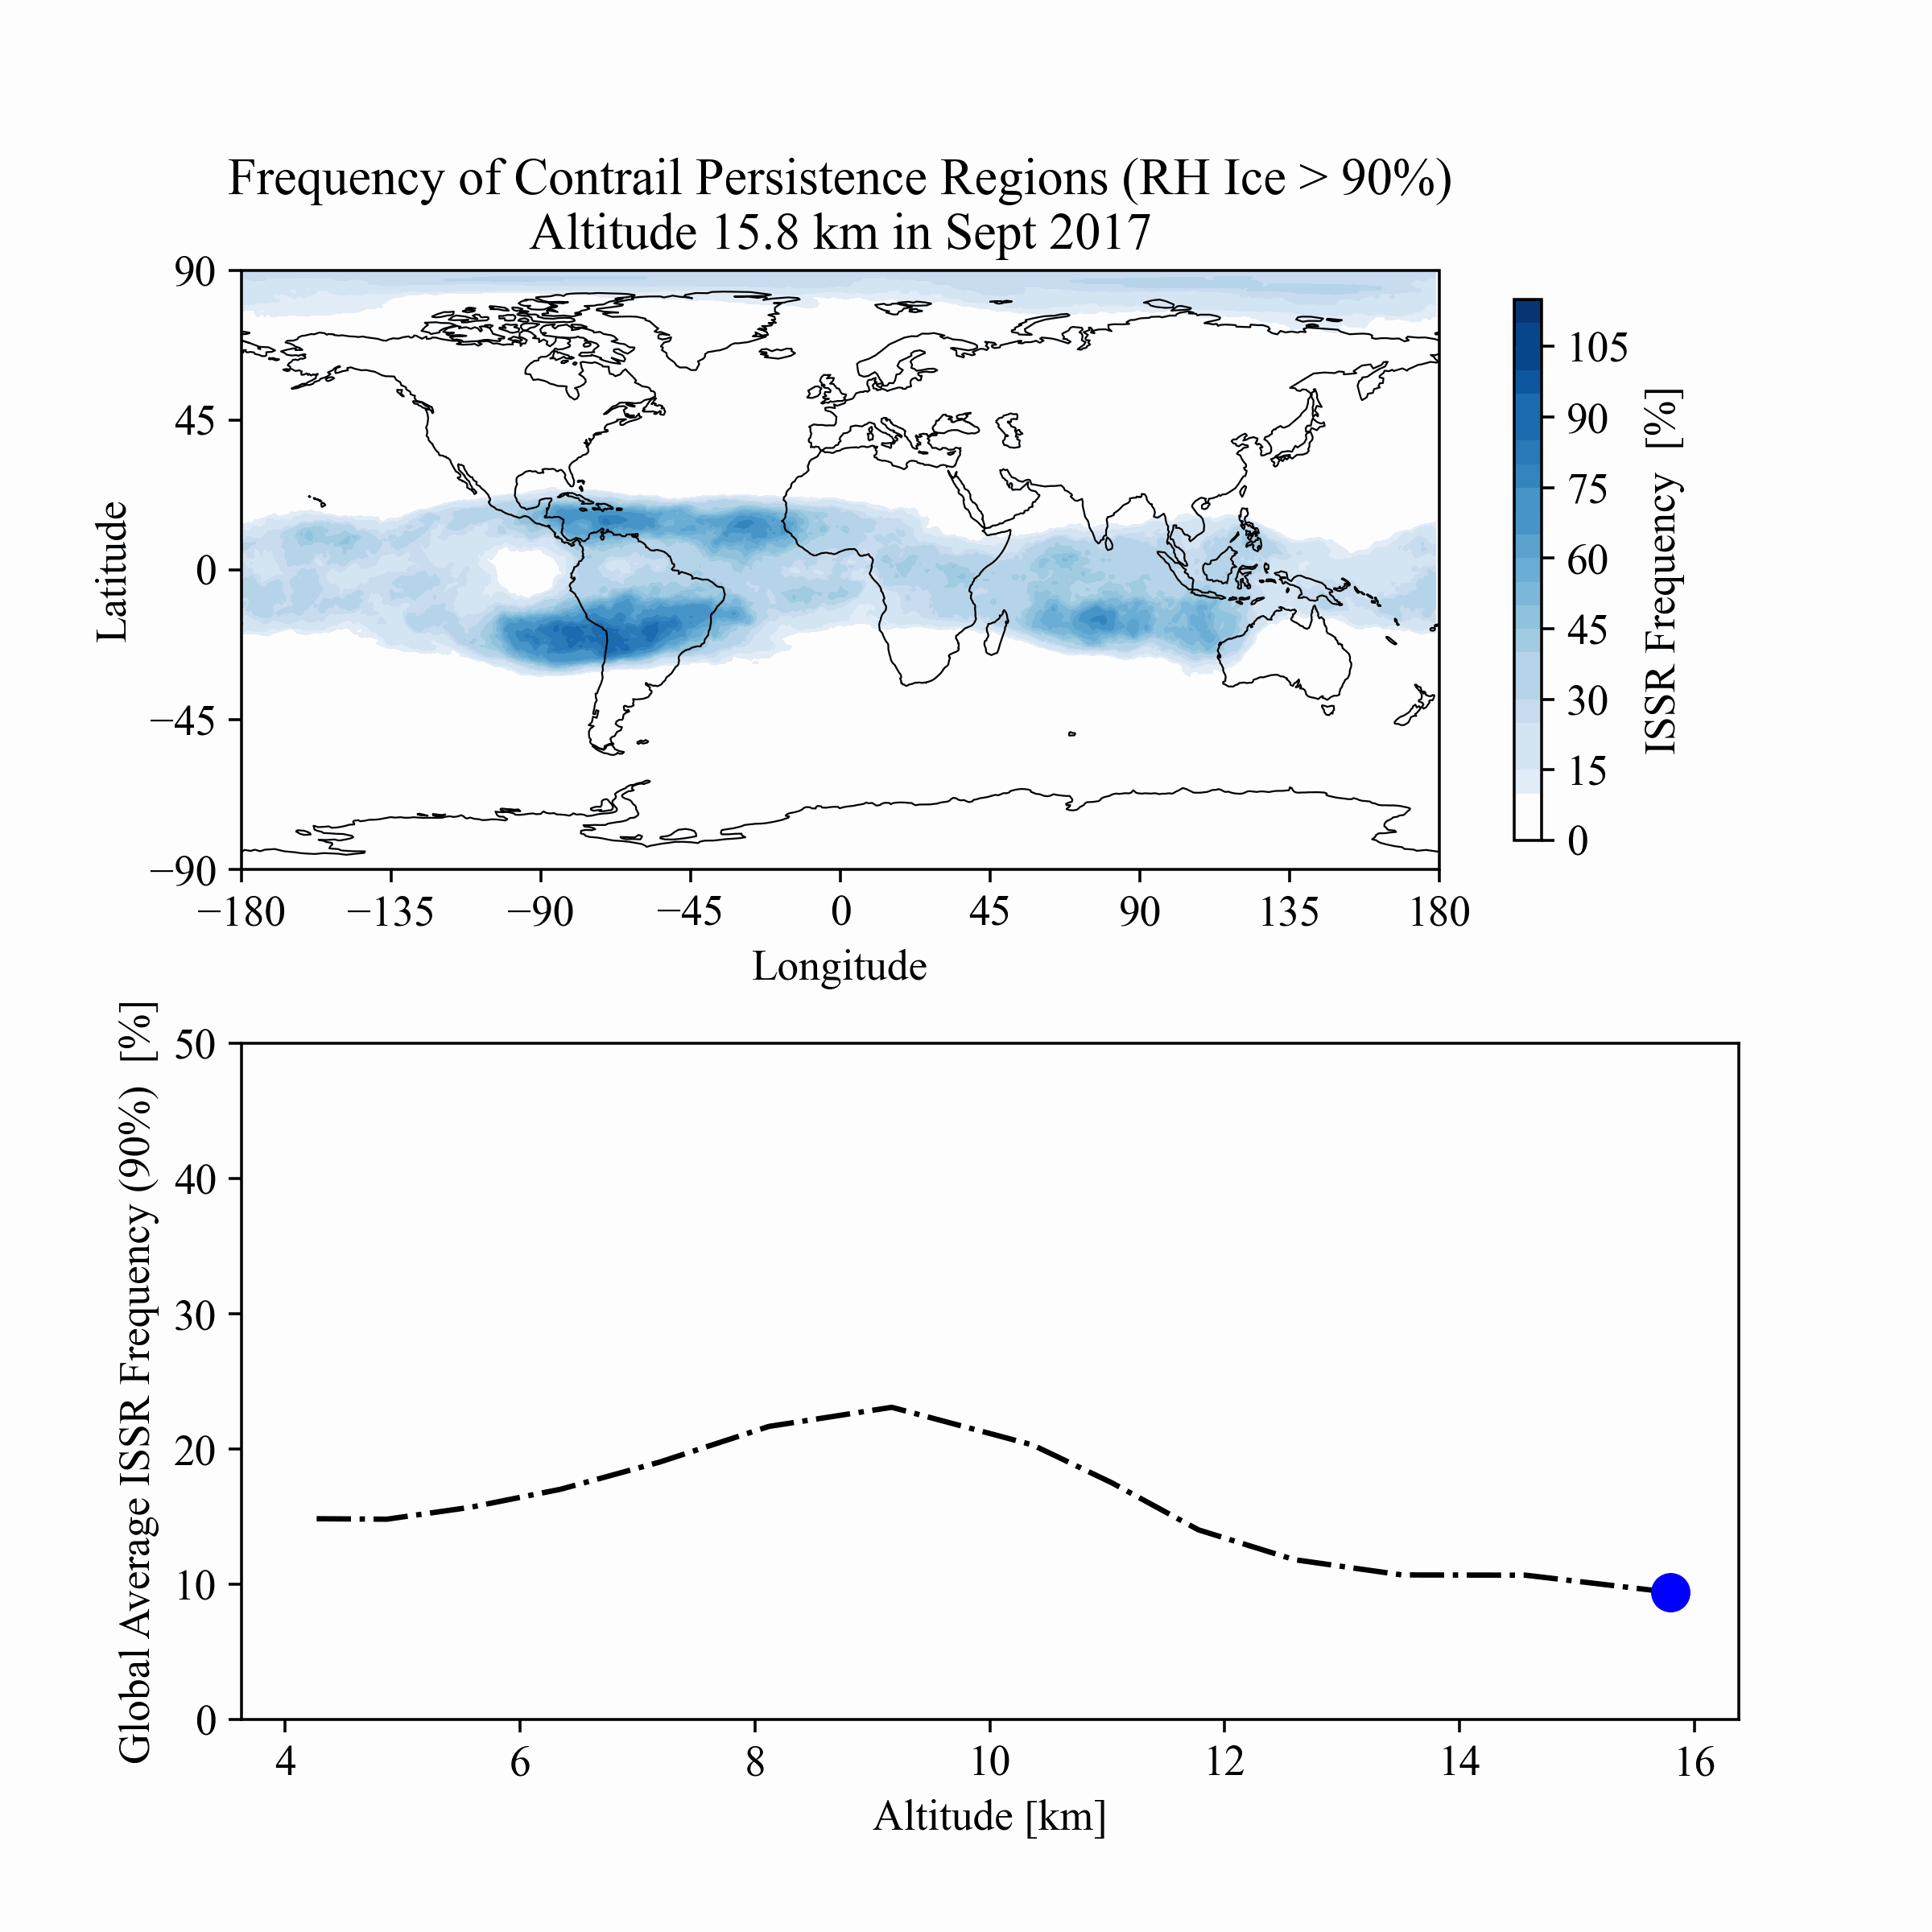 Frequency of Contrail Persistence Regions (RH Ice > 90%)
Altitude 15.8 km in Sept 2017
90
45
0
−45
−90
Latitude
−180 −135 −90 −45 0 45 90 135 180
Longitude
105
90
75
60
45
30
15
0
ISSR Frequency [%]
50
40
30
20
10
0
Global Average ISSR Frequency (90%) [%]
4 6 8 10 12 14 16
Altitude [km]